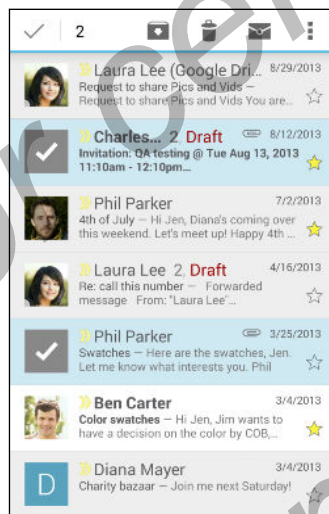 2
Laura Lee (Google Dri... 8/29/2013
Request to share Pics and Vids —
Request to share Pics and Vids You are...
Charles... 2, Draft 8/12/2013
Invitation: QA testing @ Tue Aug 13, 2013
11:10am - 12:10pm...
Phil Parker 7/2/2013
4th of July — Hi Jen, Diana's coming over
this weekend. Let's meet up! Happy 4th ...
Laura Lee 2, Draft 4/16/2013
Re: call this number — Forwarded
message From: "Laura Lee"...
Phil Parker 3/25/2013
Swatches — Here are the swatches, Jen.
Let me know what interests you. Phil
Ben Carter 3/4/2013
Color swatches — Hi Jen, Jim wants to
have a decision on the color by COB,...
D Diana Mayer 3/4/2013
Charity bazaar — Join me next Saturday!